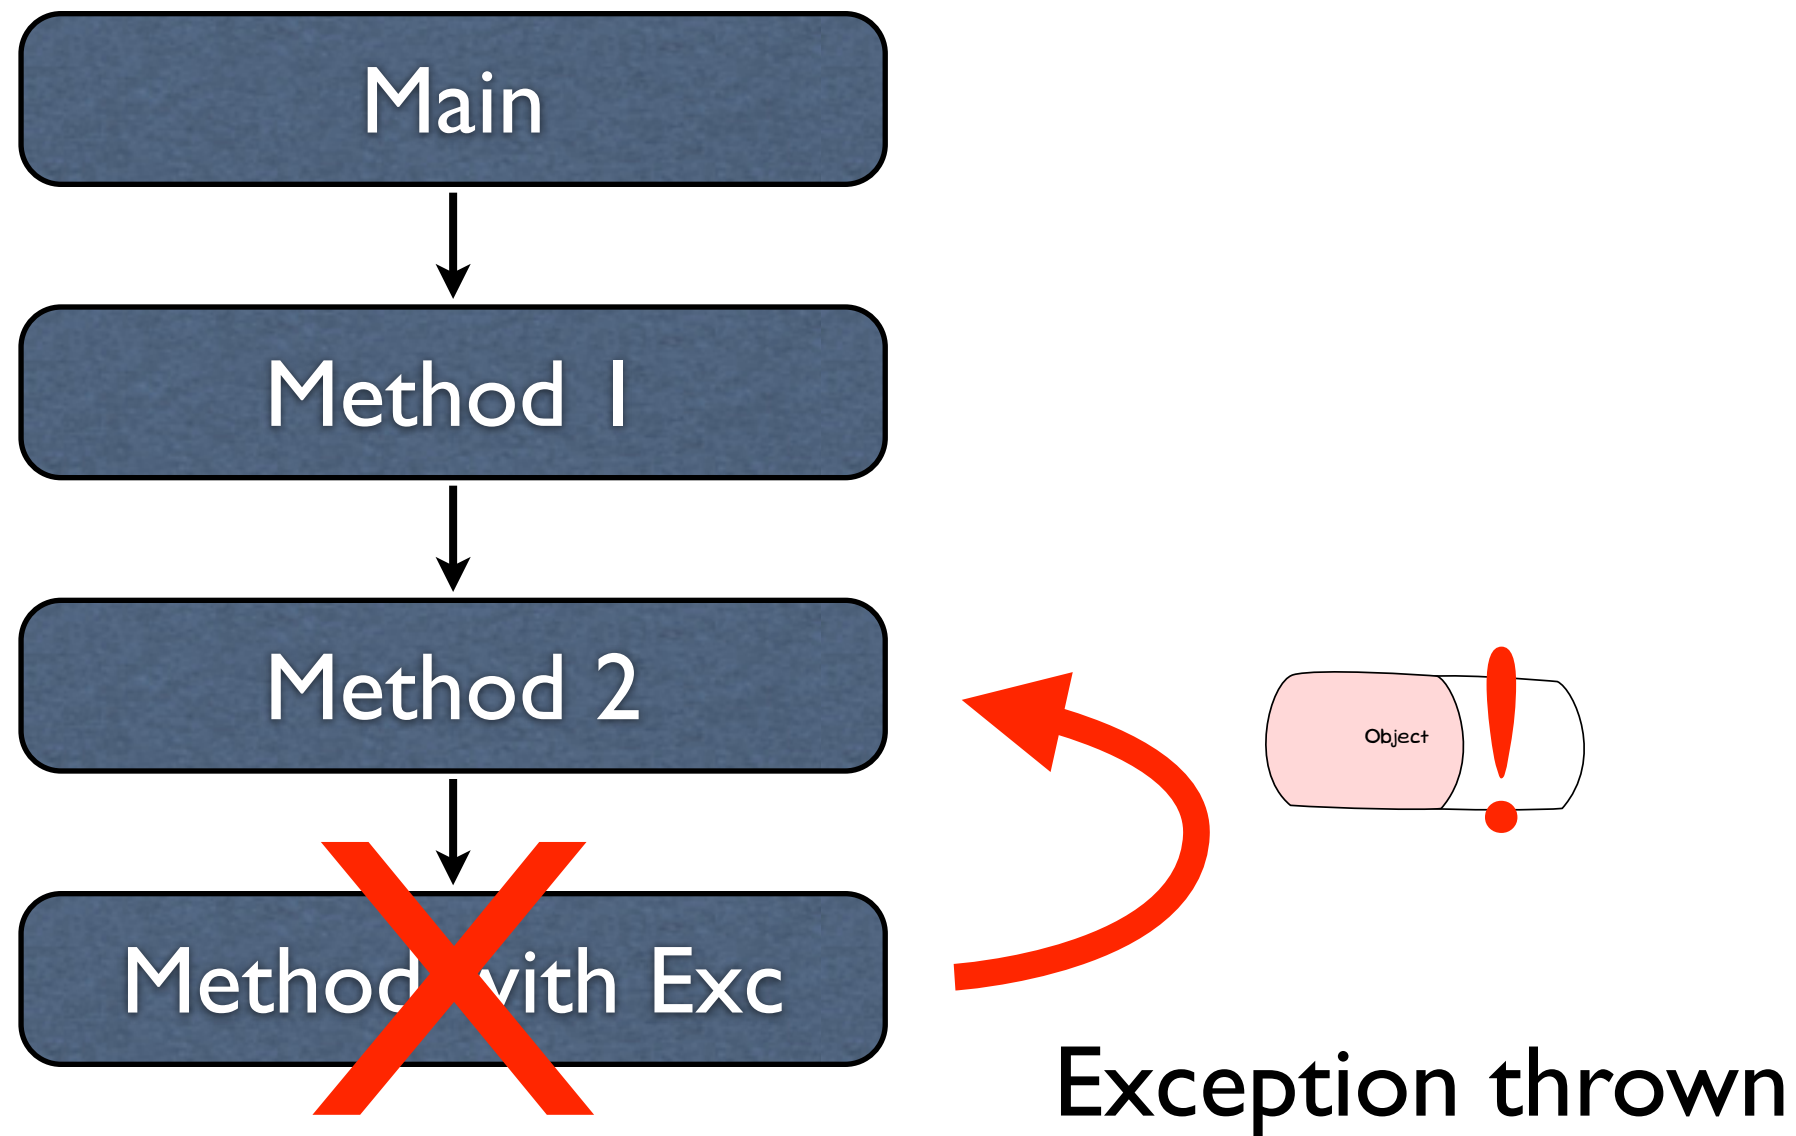 Main
Method 1
Method 2
Object
Method with Exc
Exception thrown